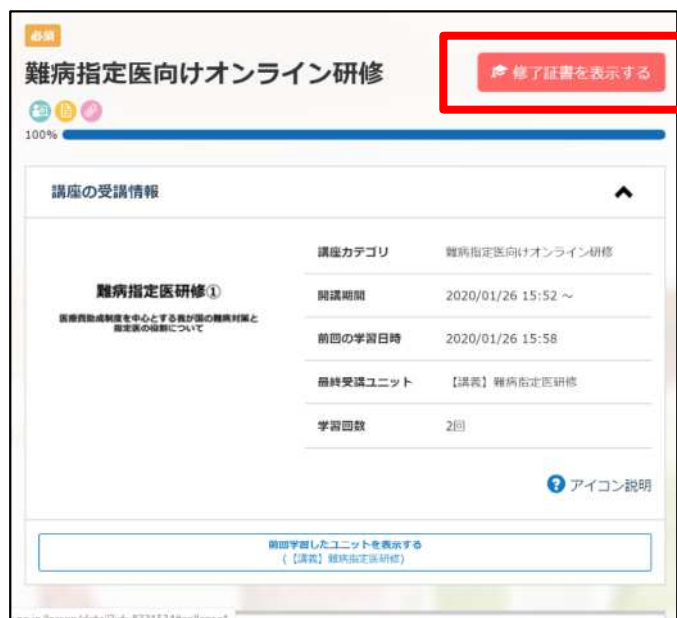 必須
難病指定医向けオンライン研修
修了証書を表示する
100%
講座の受講情報
難病指定医研修①
医療費助成制度を中心とする我が国の難病対策と
指定医の役割について
講座カテゴリ 難病指定医向けオンライン研修
開講期間 2020/01/26 15:52 ～
前回の学習日時 2020/01/26 15:58
最終受講ユニット 【講義】難病指定医研修
学習回数 2回
アイコン説明
前回学習したユニットを表示する
(【講義】難病指定医研修)